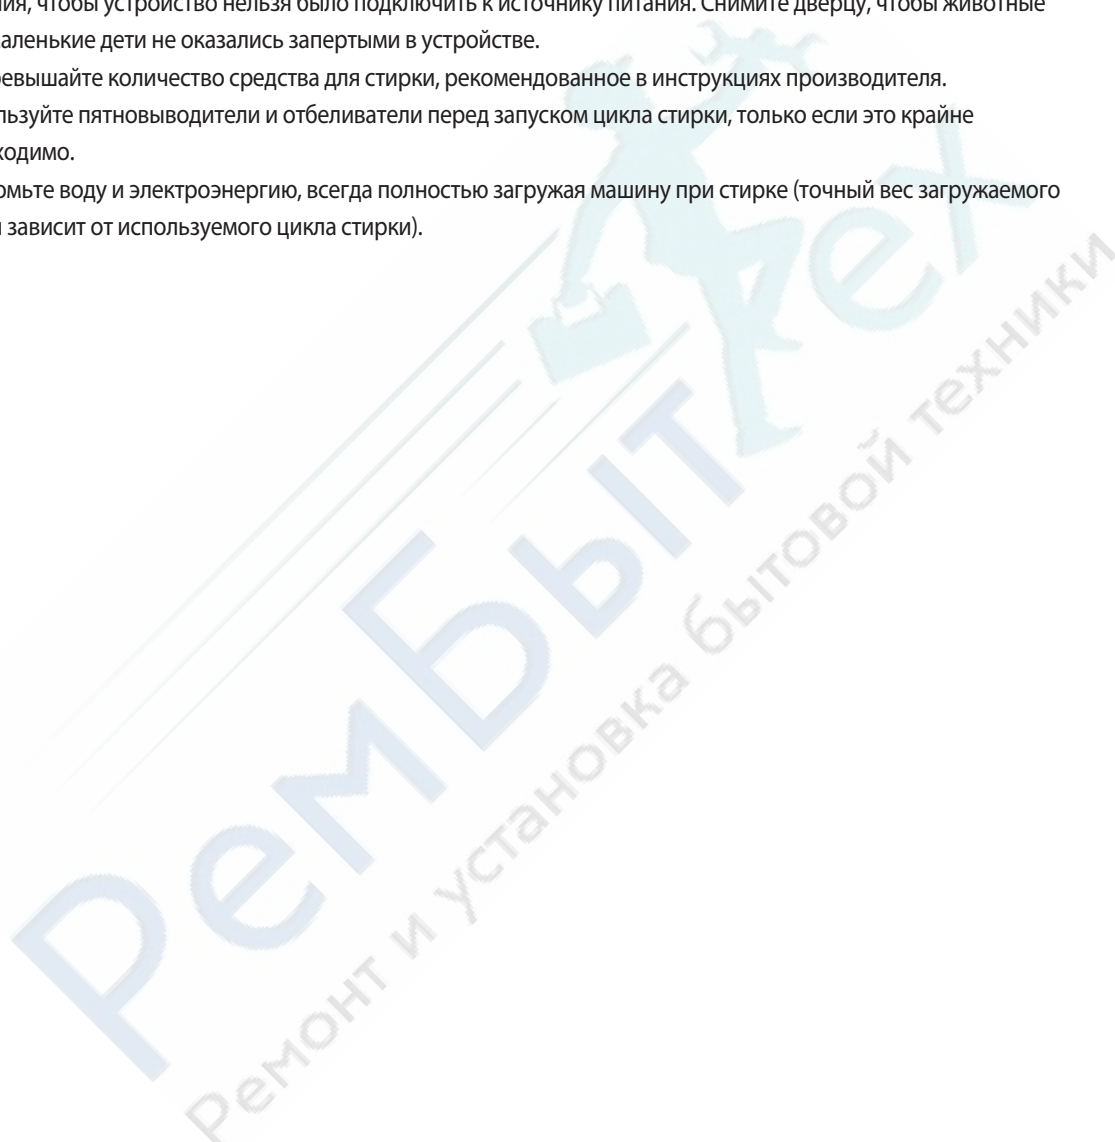 ния, чтобы устройство нельзя было подключить к источнику питания. Снимите дверцу, чтобы животные
аленькие дети не оказались запертыми в устройстве.
евышайте количество средства для стирки, рекомендованное в инструкциях производителя.
льзуйте пятновыводители и отбеливатели перед запуском цикла стирки, только если это крайне
ходимо.
омьте воду и электроэнергию, всегда полностью загружая машину при стирке (точный вес загружаемого
зависит от используемого цикла стирки).
РемБытТех
Ремонт и установка бытовой техники